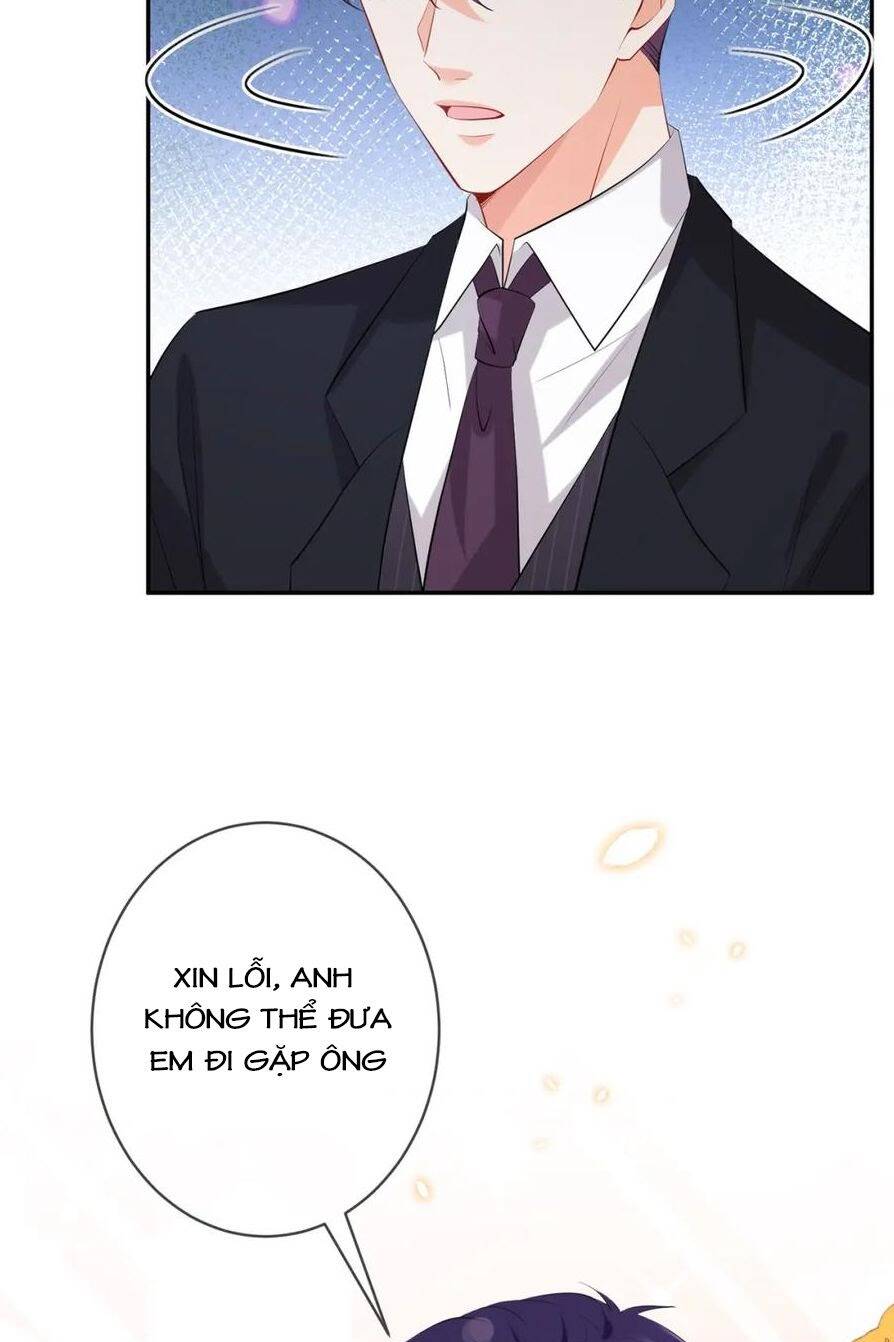 XIN LỖI, ANH
KHÔNG THỂ ĐƯA
EM ĐI GẶP ÔNG